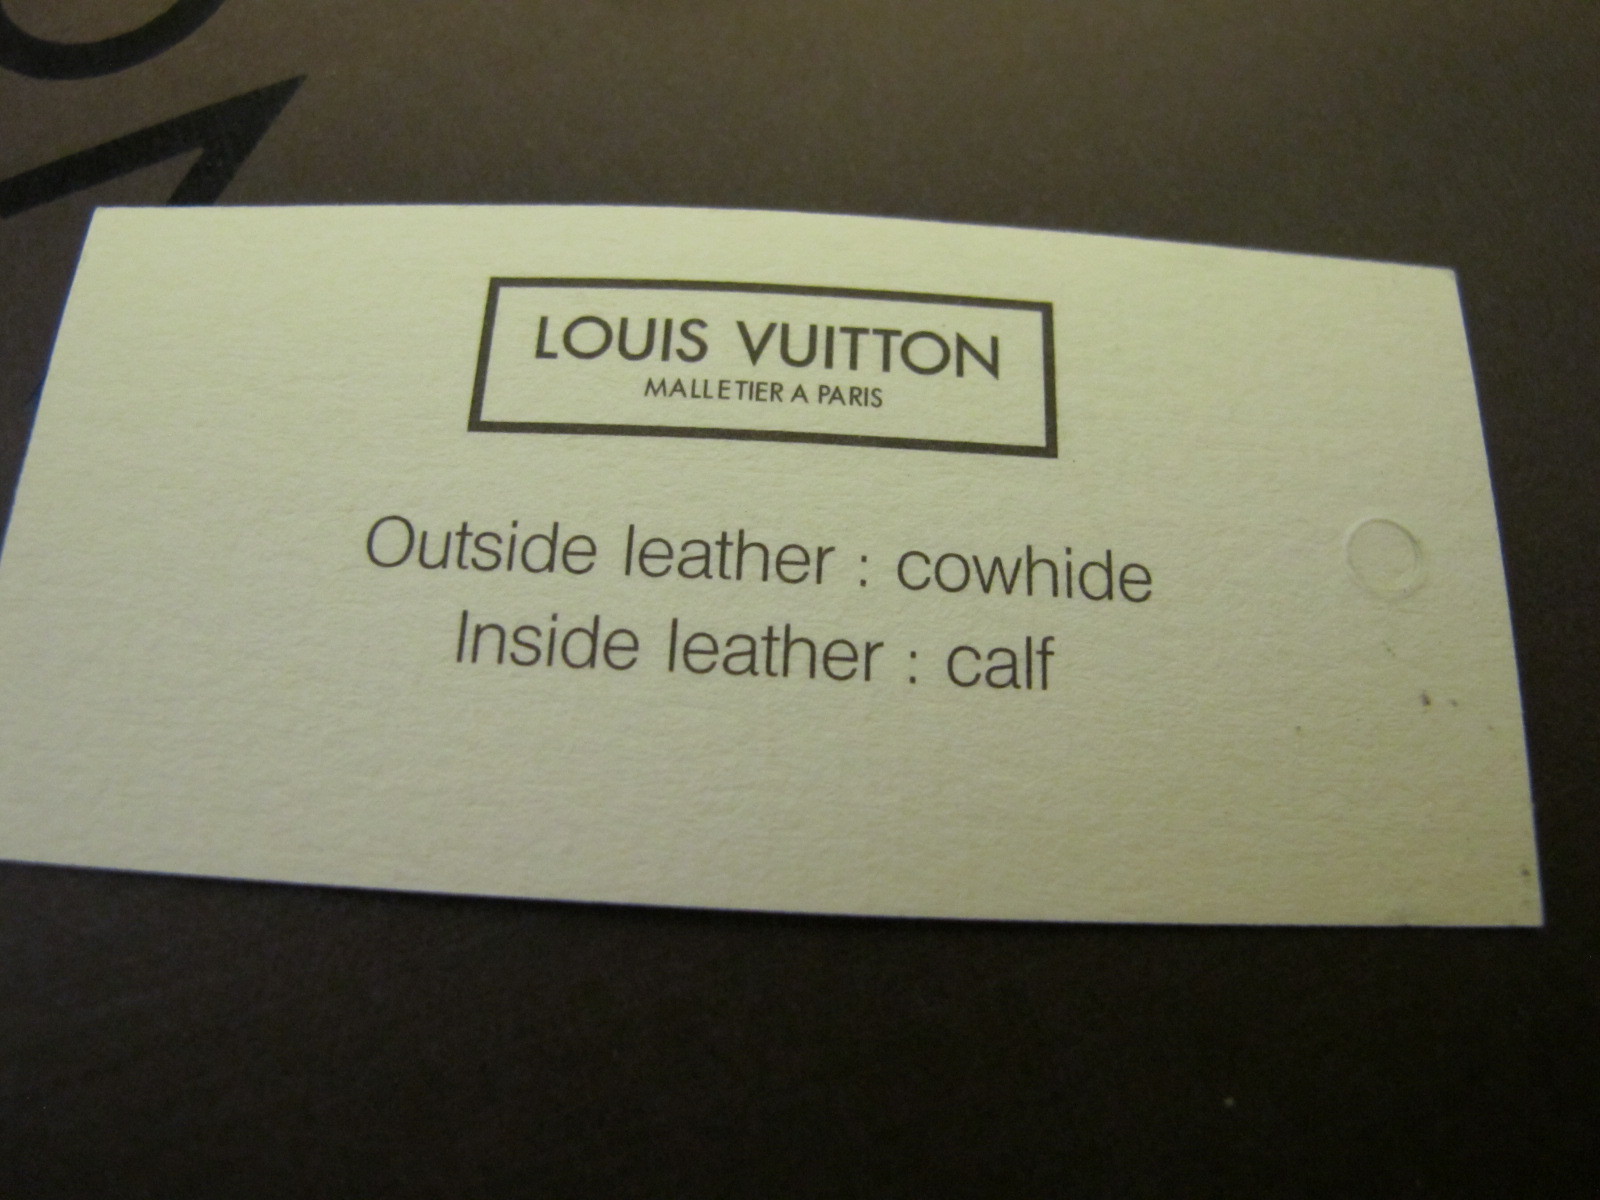 LOUIS VUITTON
MALLETIER A PARIS
Outside leather : cowhide
Inside leather : calf